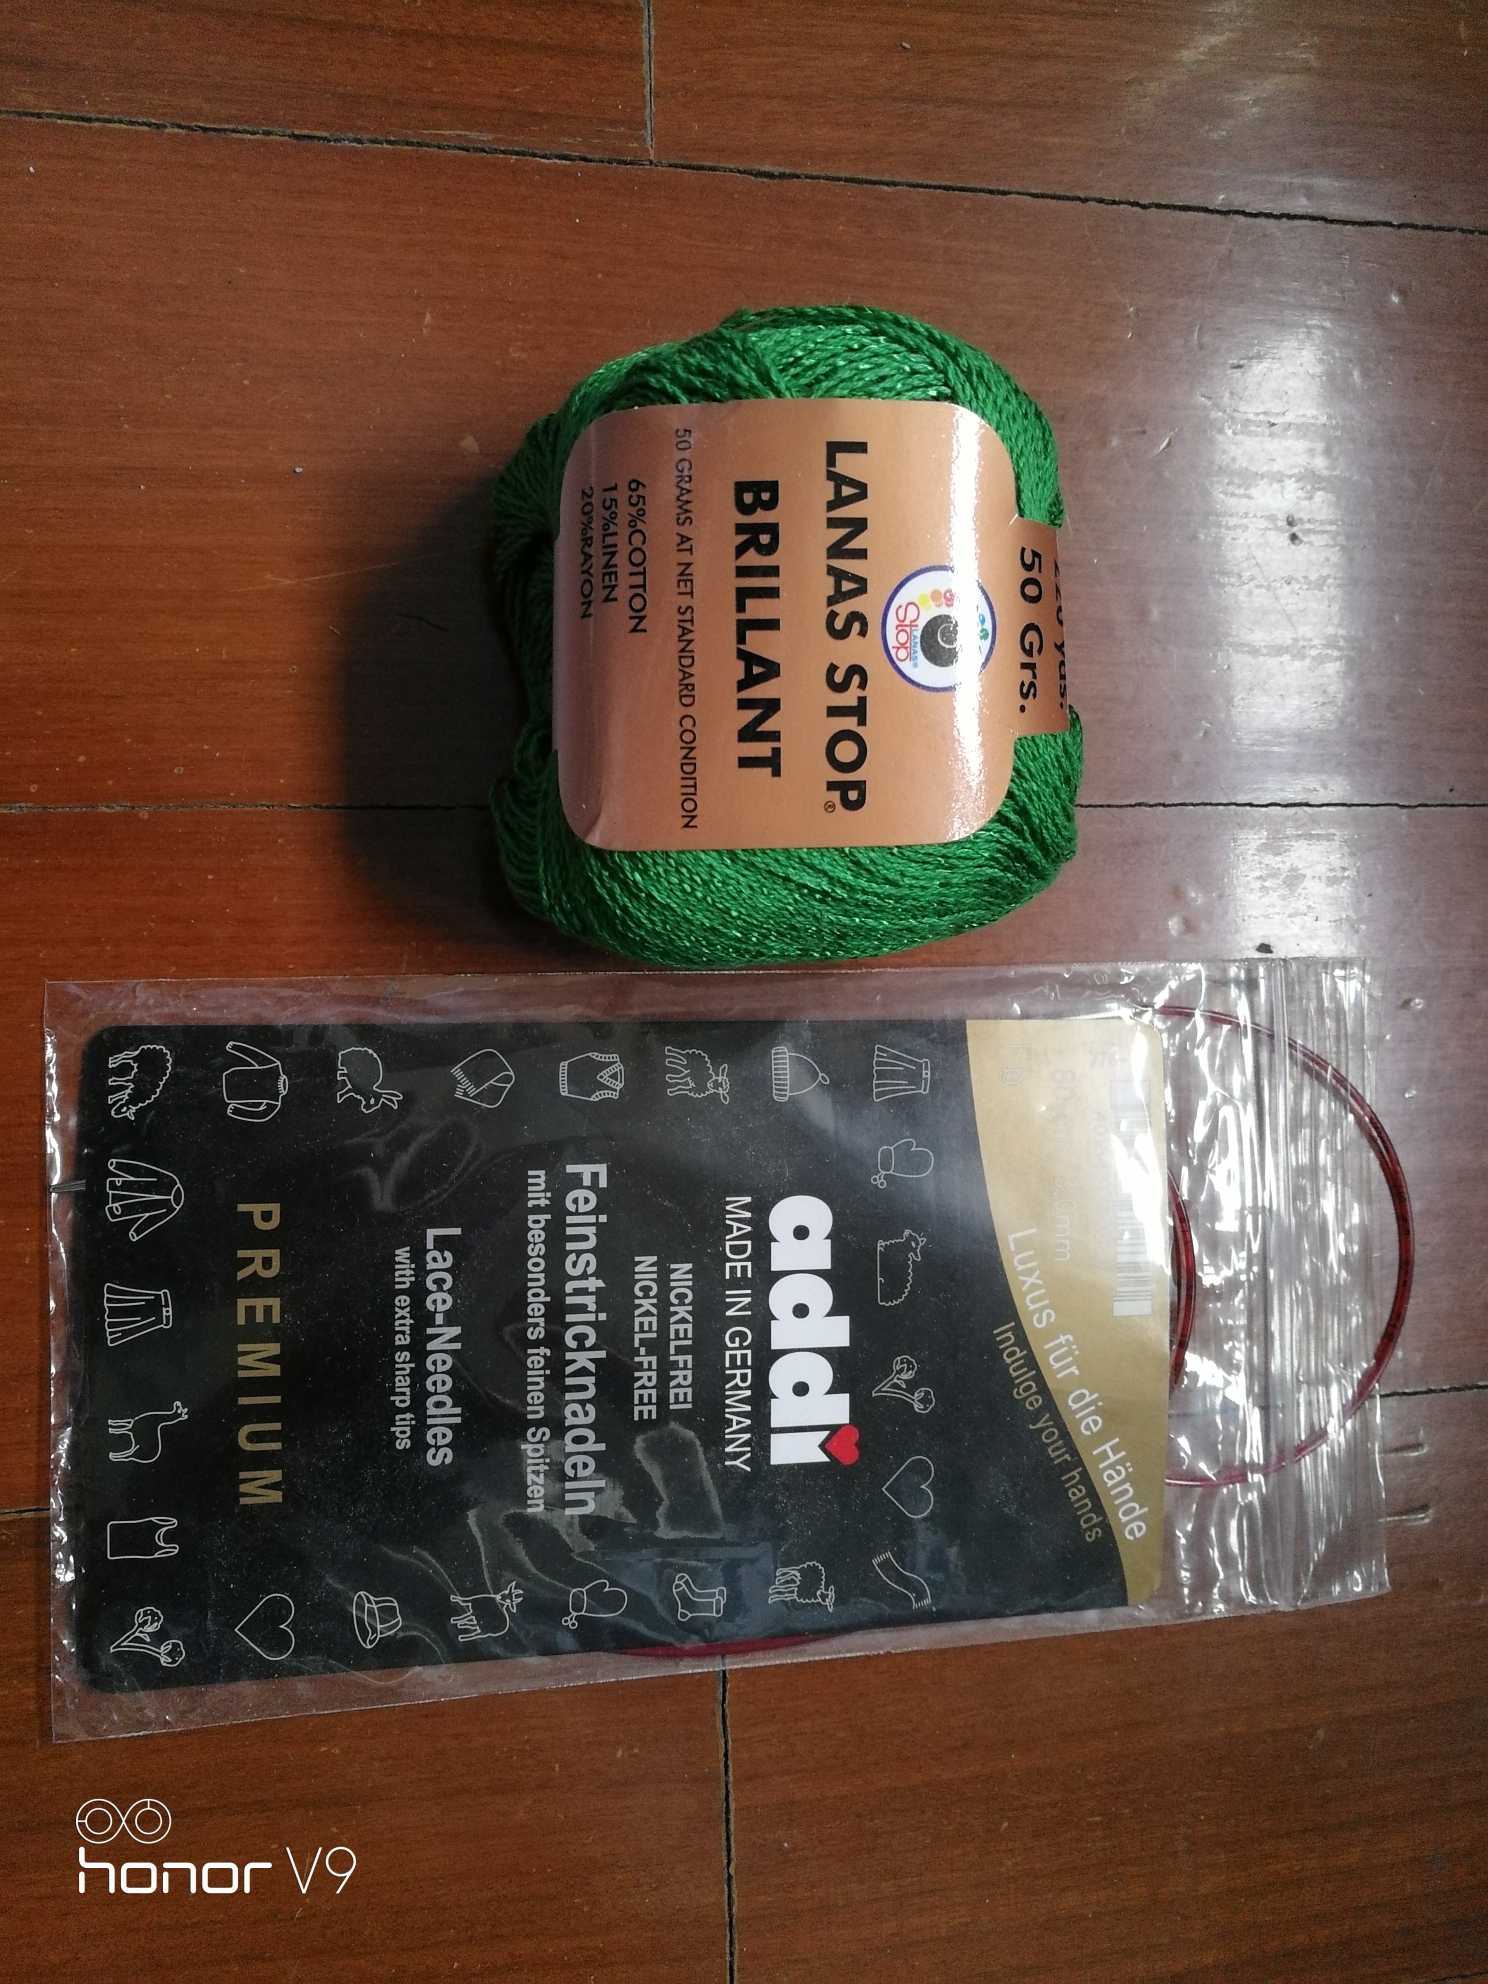 50 Grs.
LANAS®
Stop
LANAS STOP®
BRILLANT
50 GRAMS AT NET STANDARD CONDITION
65%COTTON
15%LINEN
20%RAYON
Luxus für die Hände
Indulge your hands
addi
MADE IN GERMANY
NICKELFREI
NICKEL-FREE
Feinstricknadeln
mit besonders feinen Spitzen
Lace-Needles
with extra sharp tips
PREMIUM
honor V9